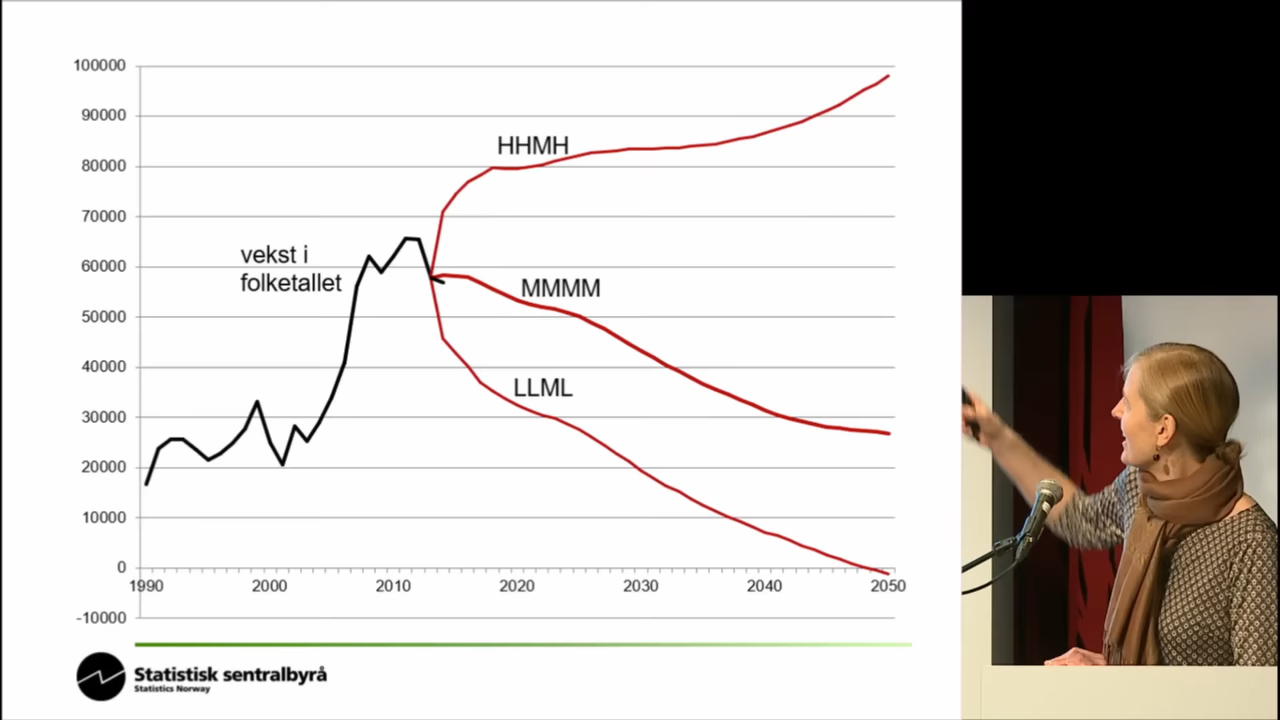 100000
90000
80000
70000
60000
50000
40000
30000
20000
10000
0
-10000
HHMH
vekst i
folketallet
MMMM
LLML
1990 2000 2010 2020 2030 2040 2050
Statistisk sentralbyrå
Statistics Norway